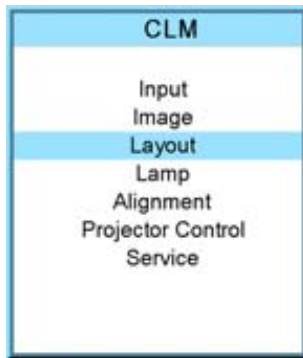 CLM
Input
Image
Layout
Lamp
Alignment
Projector Control
Service